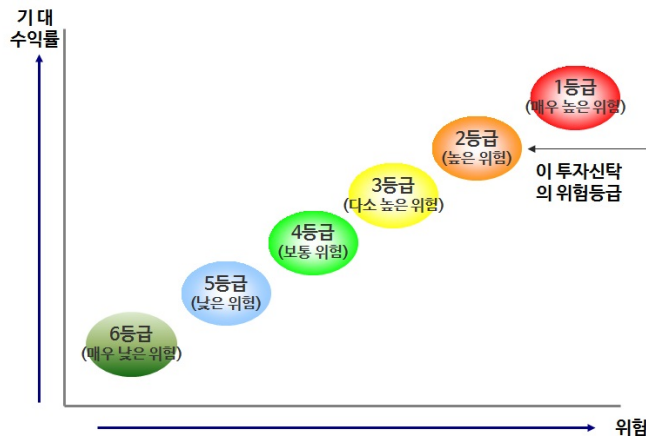 기 대
수익률
1등급
(매우 높은 위험)
2등급
(높은 위험)
이 투자신탁
의 위험등급
3등급
(다소 높은 위험)
4등급
(보통 위험)
5등급
(낮은 위험)
6등급
(매우 낮은 위험)
위험